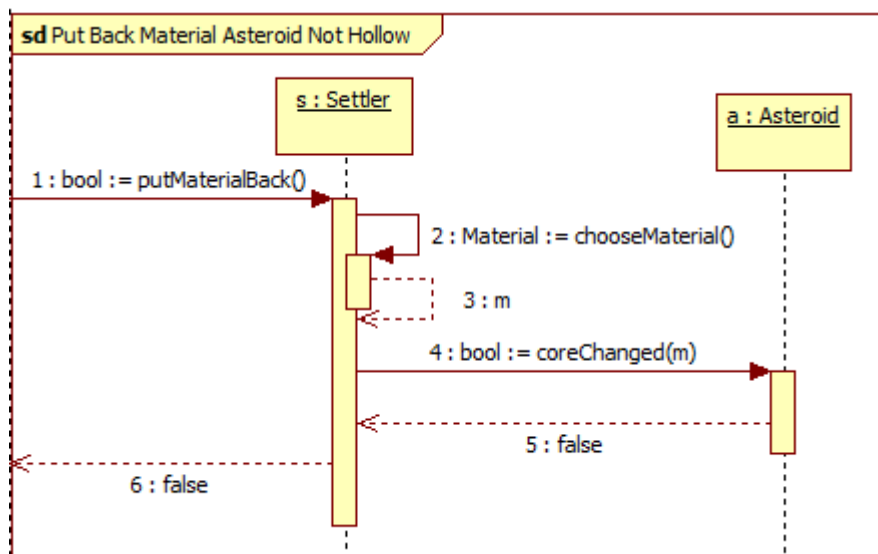 sd Put Back Material Asteroid Not Hollow
s : Settler
a : Asteroid
1 : bool := putMaterialBack()
2 : Material := chooseMaterial()
3 : m
4 : bool := coreChanged(m)
5 : false
6 : false